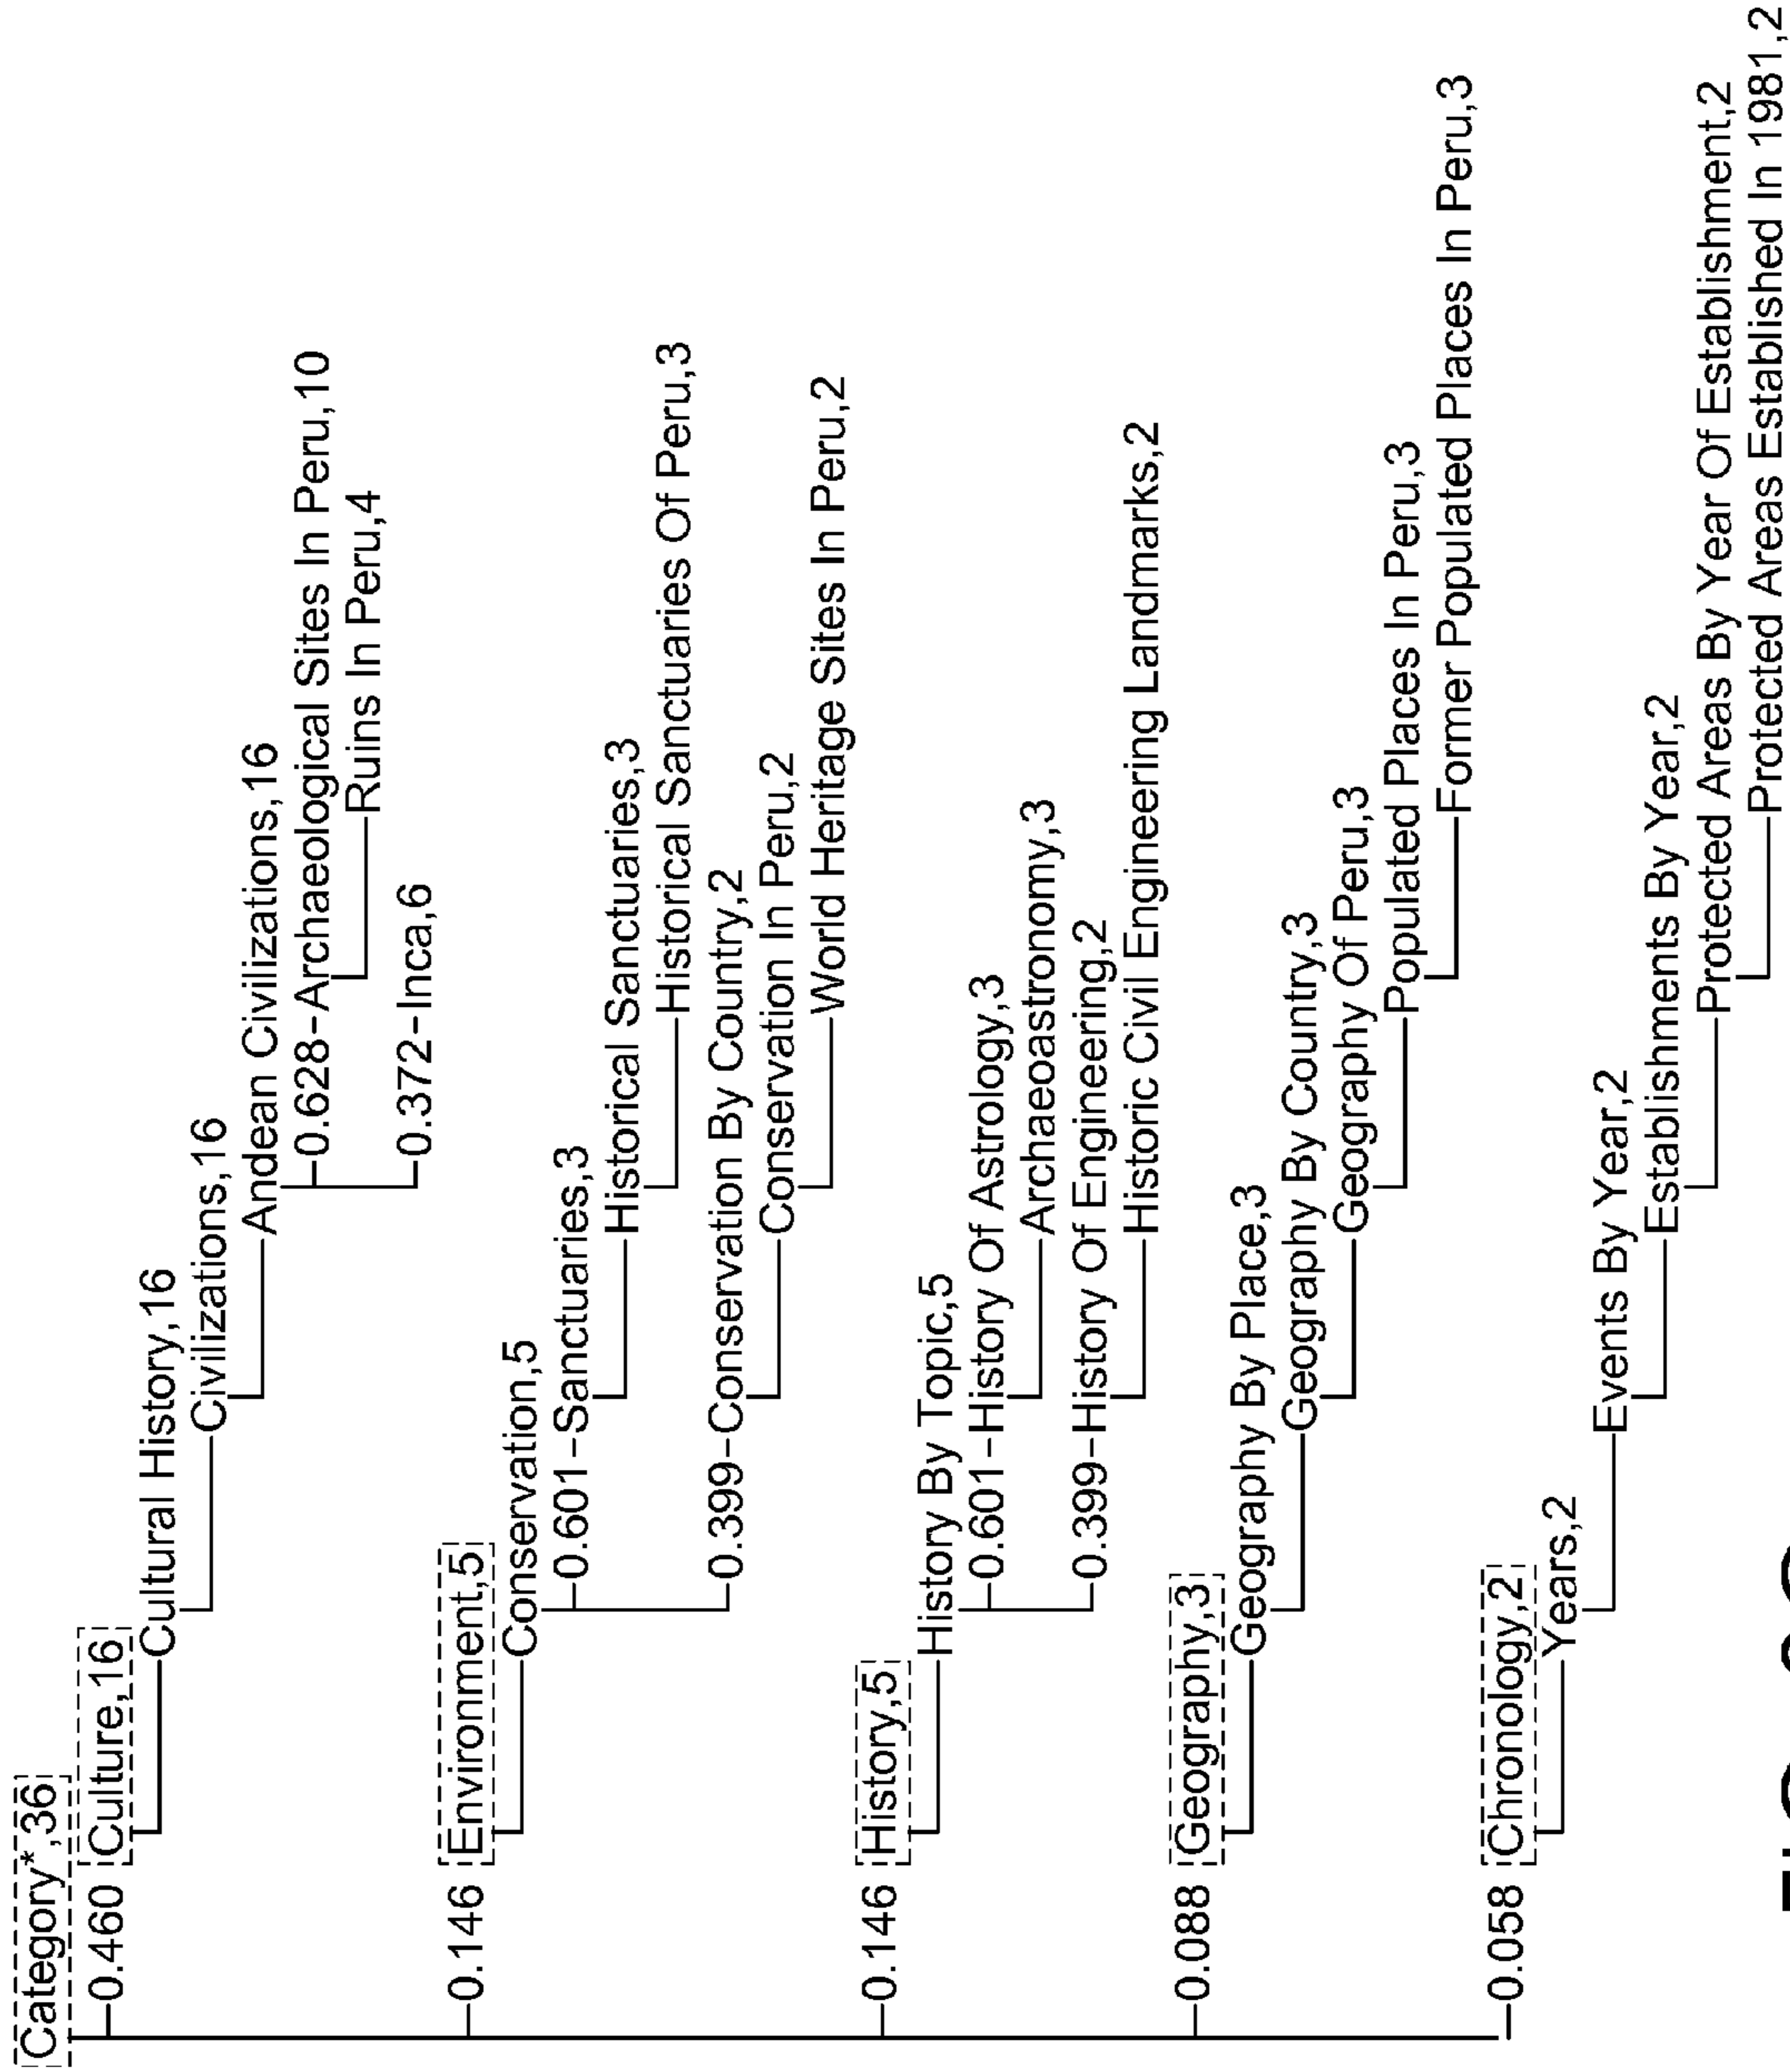 Category*,36
0.460 Culture,16
Cultural History,16
Civilizations,16
Andean Civilizations,16
0.628-Archaeological Sites In Peru,10
Ruins In Peru,4
0.372-Inca,6
0.146 Environment,5
Conservation,5
0.601-Sanctuaries,3
Historical Sanctuaries,3
Historical Sanctuaries Of Peru,3
0.399-Conservation By Country,2
Conservation In Peru,2
World Heritage Sites In Peru,2
0.146 History,5
History By Topic,5
0.601-History Of Astrology,3
Archaeoastronomy,3
0.399-History Of Engineering,2
Historic Civil Engineering Landmarks,2
0.088 Geography,3
Geography By Place,3
Geography By Country,3
Geography Of Peru,3
Populated Places In Peru,3
Former Populated Places In Peru,3
0.058 Chronology,2
Years,2
Events By Year,2
Establishments By Year,2
Protected Areas By Year Of Establishment,2
Protected Areas Established In 1981,2